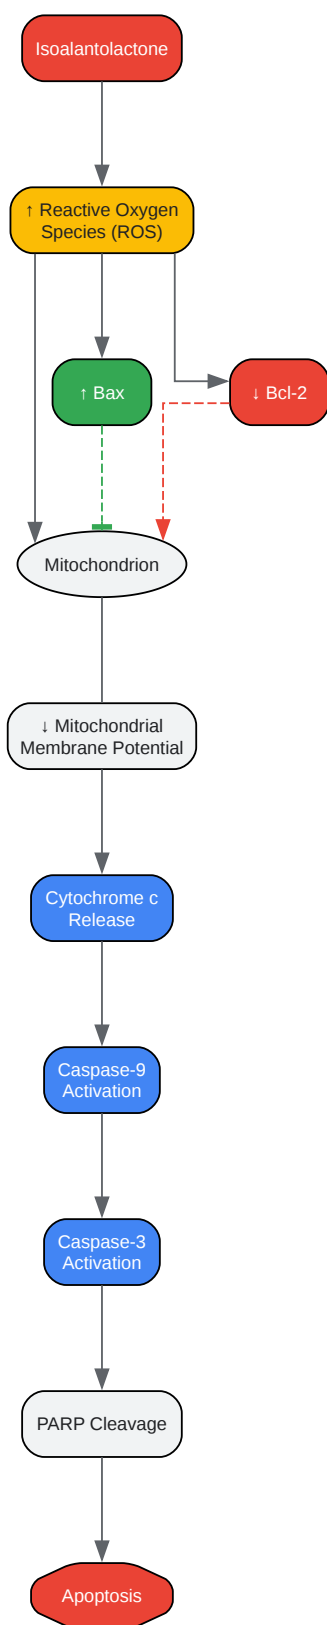 Isoalantolactone
↑ Reactive Oxygen
Species (ROS)
↑ Bax
↓ Bcl-2
Mitochondrion
↓ Mitochondrial
Membrane Potential
Cytochrome c
Release
Caspase-9
Activation
Caspase-3
Activation
PARP Cleavage
Apoptosis